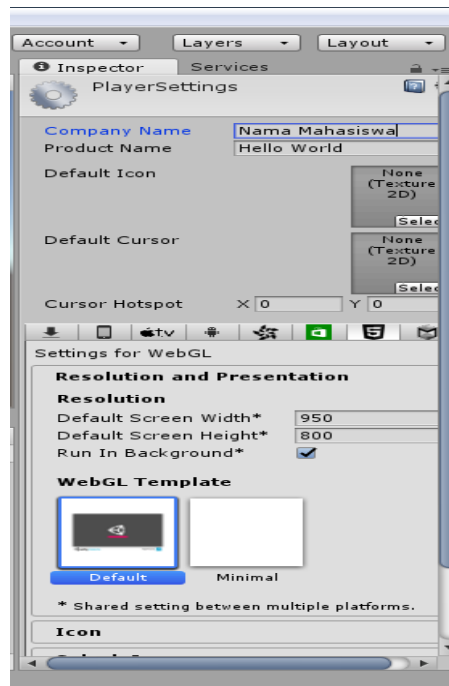 Account Layers Layout
Inspector Services
PlayerSettings
Company Name Nama Mahasiswa
Product Name Hello World
Default Icon None
(Texture
2D)
Selec
Default Cursor None
(Texture
2D)
Selec
Cursor Hotspot X 0 Y 0
tv
Settings for WebGL
Resolution and Presentation
Resolution
Default Screen Width* 950
Default Screen Height* 800
Run In Background*
WebGL Template
Default Minimal
* Shared setting between multiple platforms.
Icon